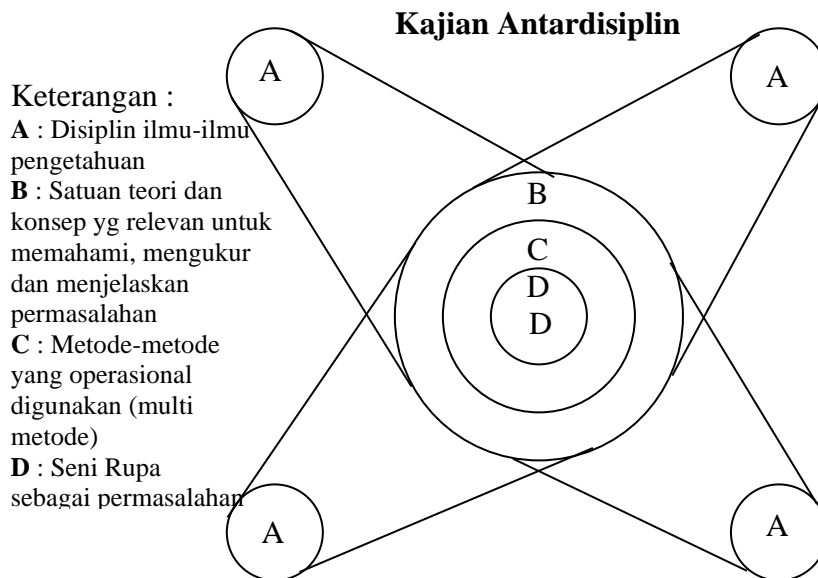 Kajian Antardisiplin
A
A
Keterangan :
A : Disiplin ilmu-ilmu
pengetahuan
B : Satuan teori dan
konsep yg relevan untuk
memahami, mengukur
dan menjelaskan
permasalahan
C : Metode-metode
yang operasional
digunakan (multi
metode)
D : Seni Rupa
sebagai permasalahan
B
C
D
D
A
A